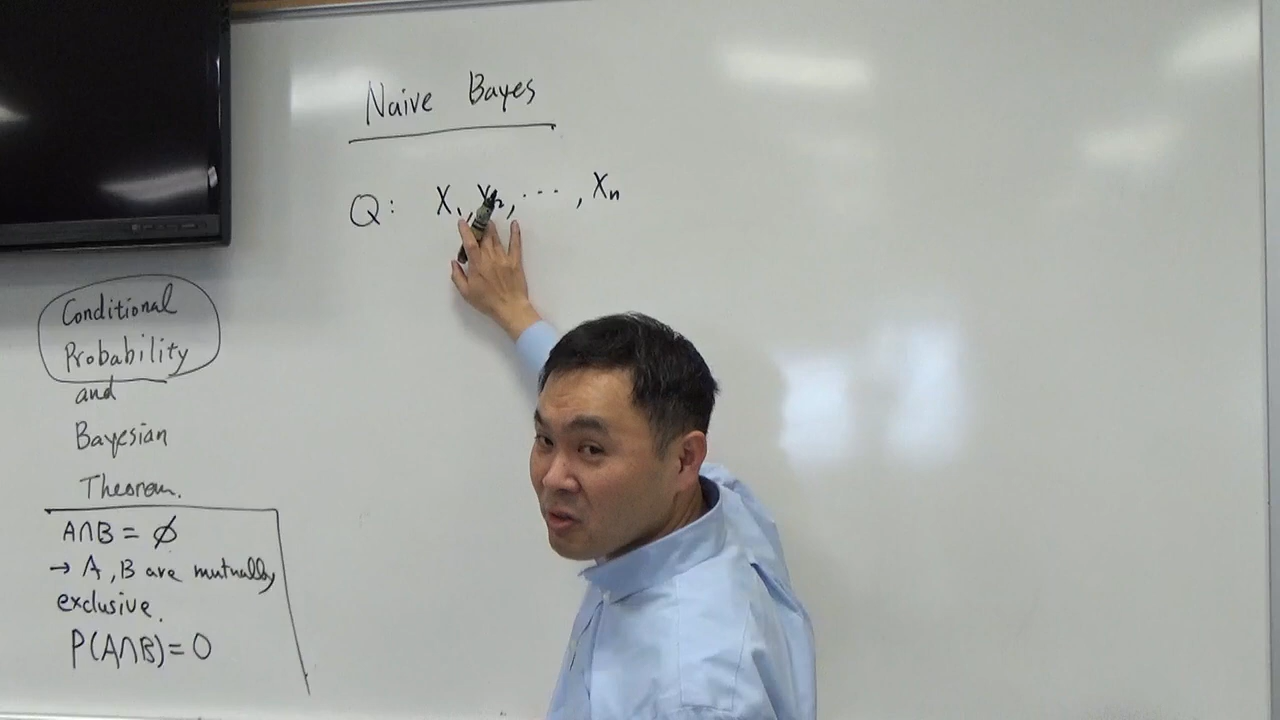 Naive Bayes
Q: X₁, X₂, ..., Xₙ
Conditional
Probability
and
Bayesian
Theorem.
A∩B = ∅
→ A, B are mutually
exclusive.
P(A∩B) = 0